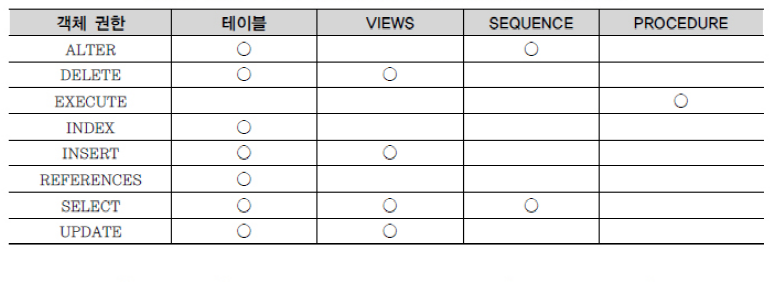 객체 권한 테이블 VIEWS SEQUENCE PROCEDURE
ALTER ○ ○
DELETE ○ ○
EXECUTE ○
INDEX ○
INSERT ○ ○
REFERENCES ○
SELECT ○ ○ ○
UPDATE ○ ○